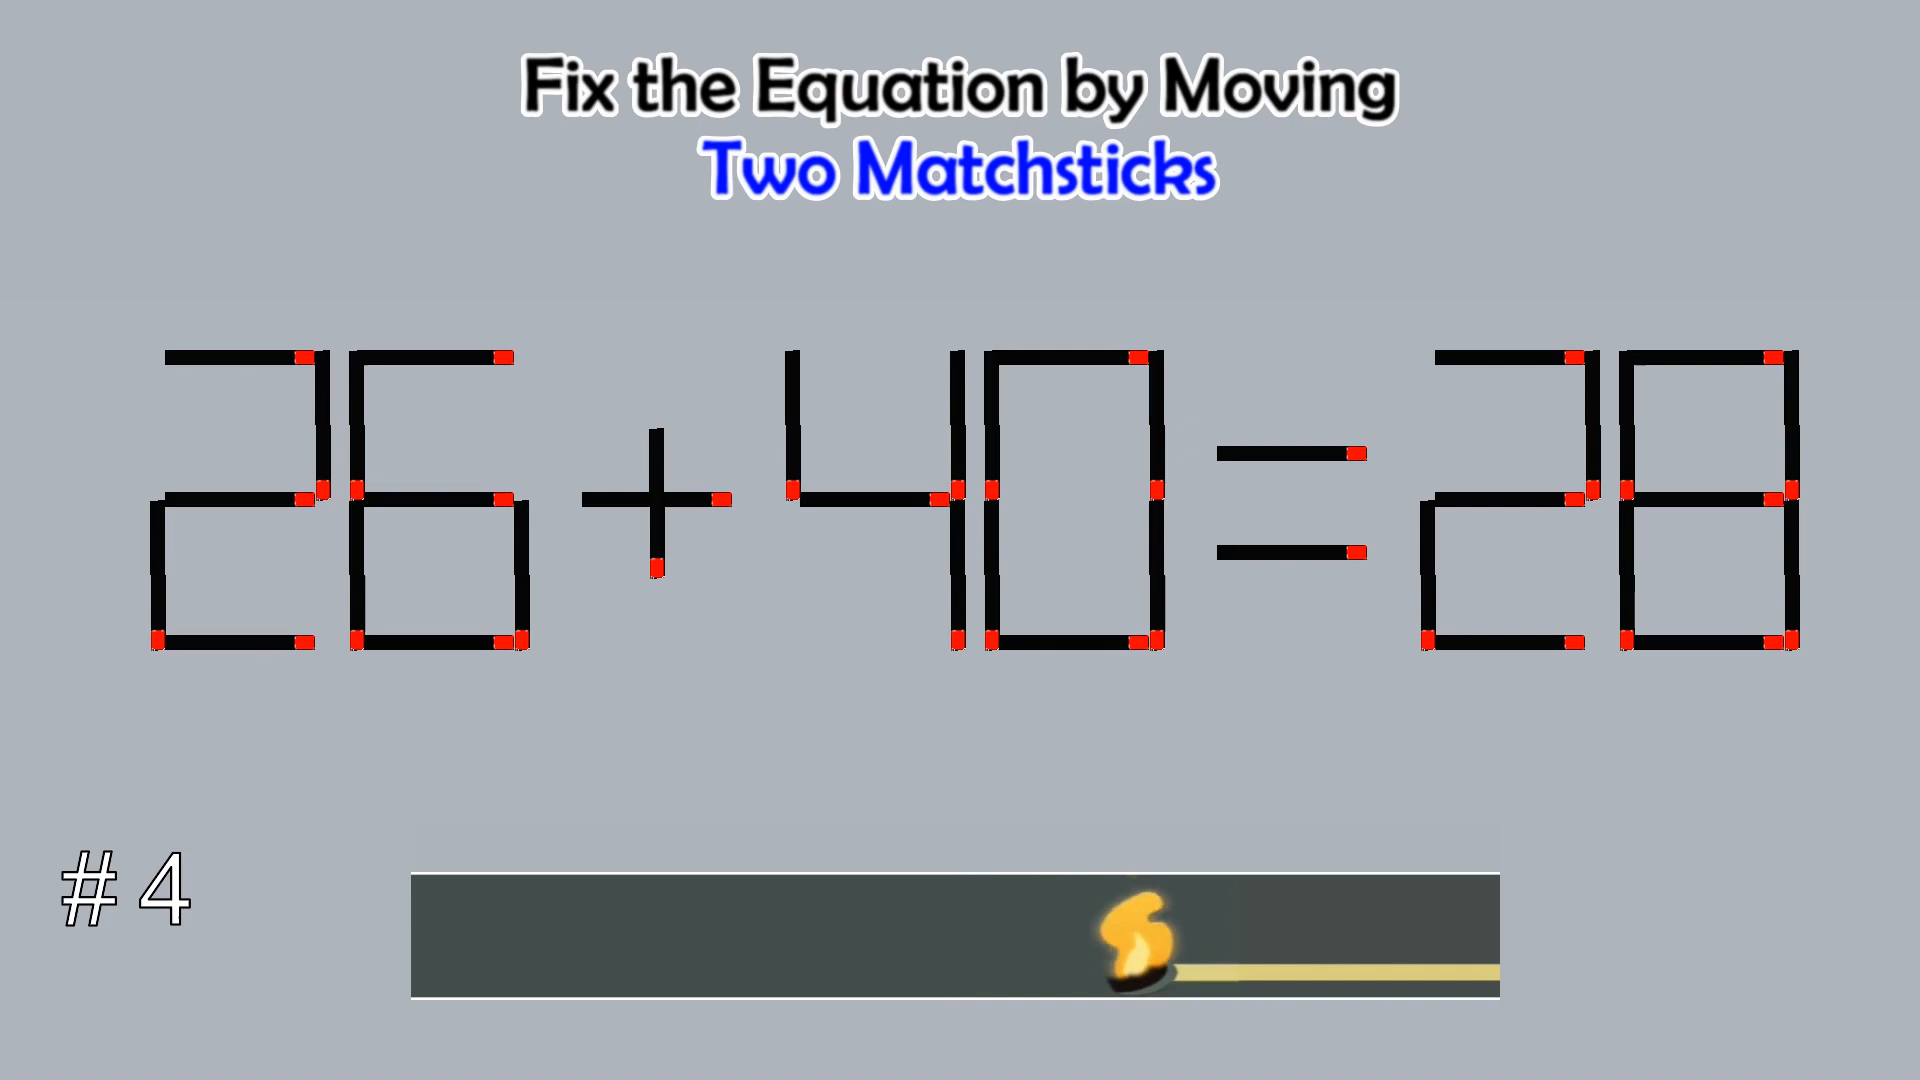 Fix the Equation by Moving
Two Matchsticks
26+40=28
#4